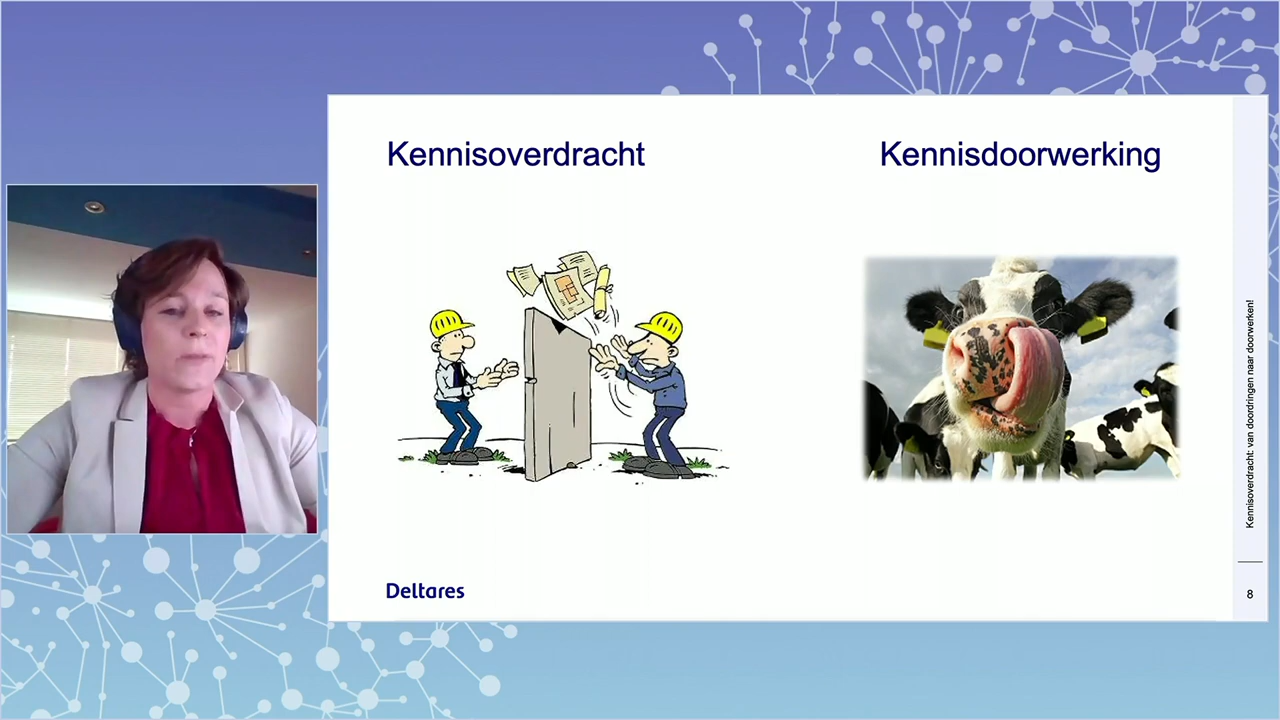 Kennisoverdracht
Kennisdoorwerking
Kennisoverdracht: van doordringen naar doorwerken!
Deltares
8